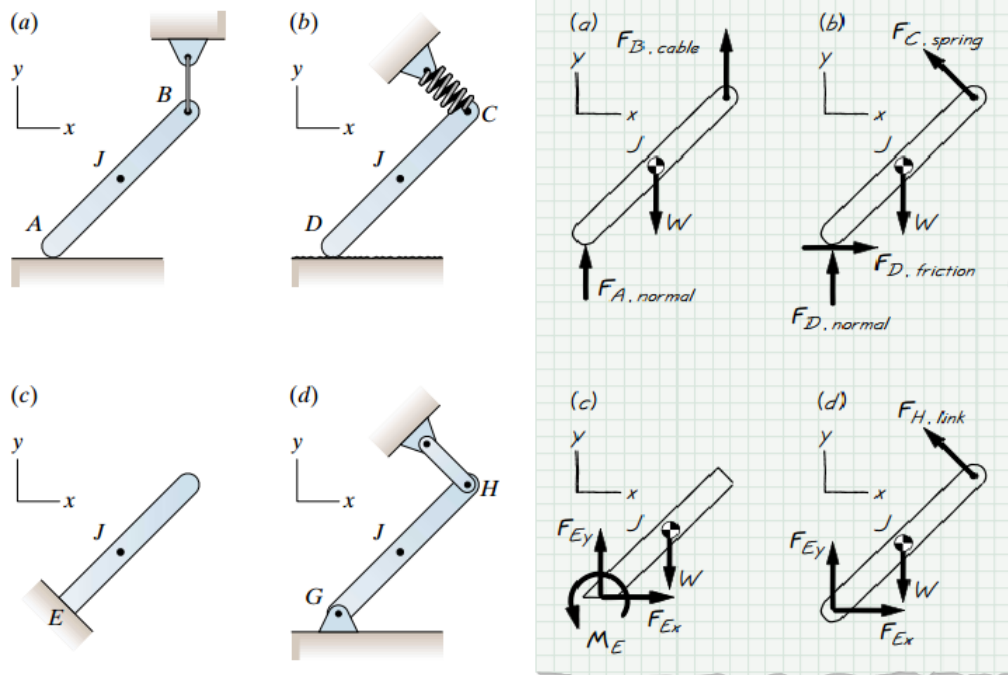 (a)
y
B
x
J
A
(b)
y
C
x
J
D
(c)
y
x
J
E
(d)
y
H
x
J
G
(a)
F_B, cable
y
x
J
W
F_A, normal
(b)
F_C, spring
y
x
J
W
F_D, friction
F_D, normal
(c)
y
x
J
F_Ey
W
F_Ex
M_E
(d)
F_H, link
y
x
J
F_Ey
W
F_Ex